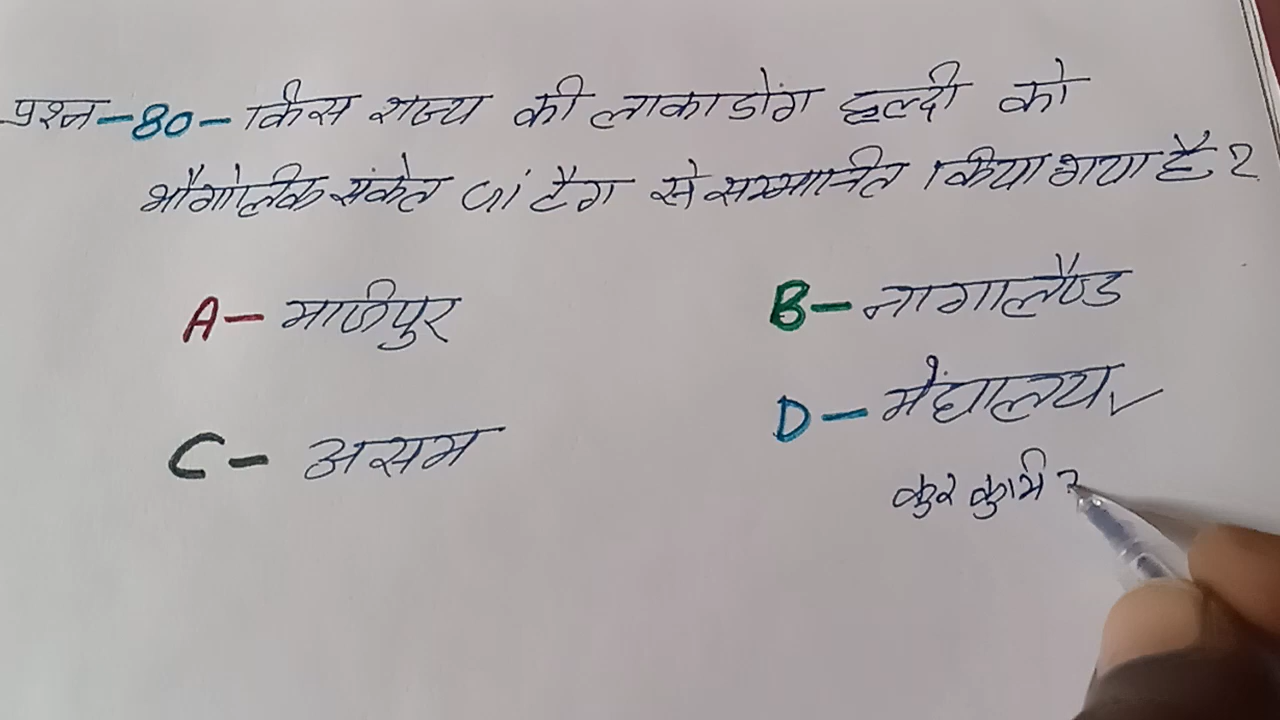 प्रश्न-80- किस राज्य की लाकाडोंग हल्दी को
भौगोलिक संकेत GI टैग से सम्मानित किया गया है?
A- मणिपुर
B- नागालैण्ड
C- असम
D- मेंघालय ✓